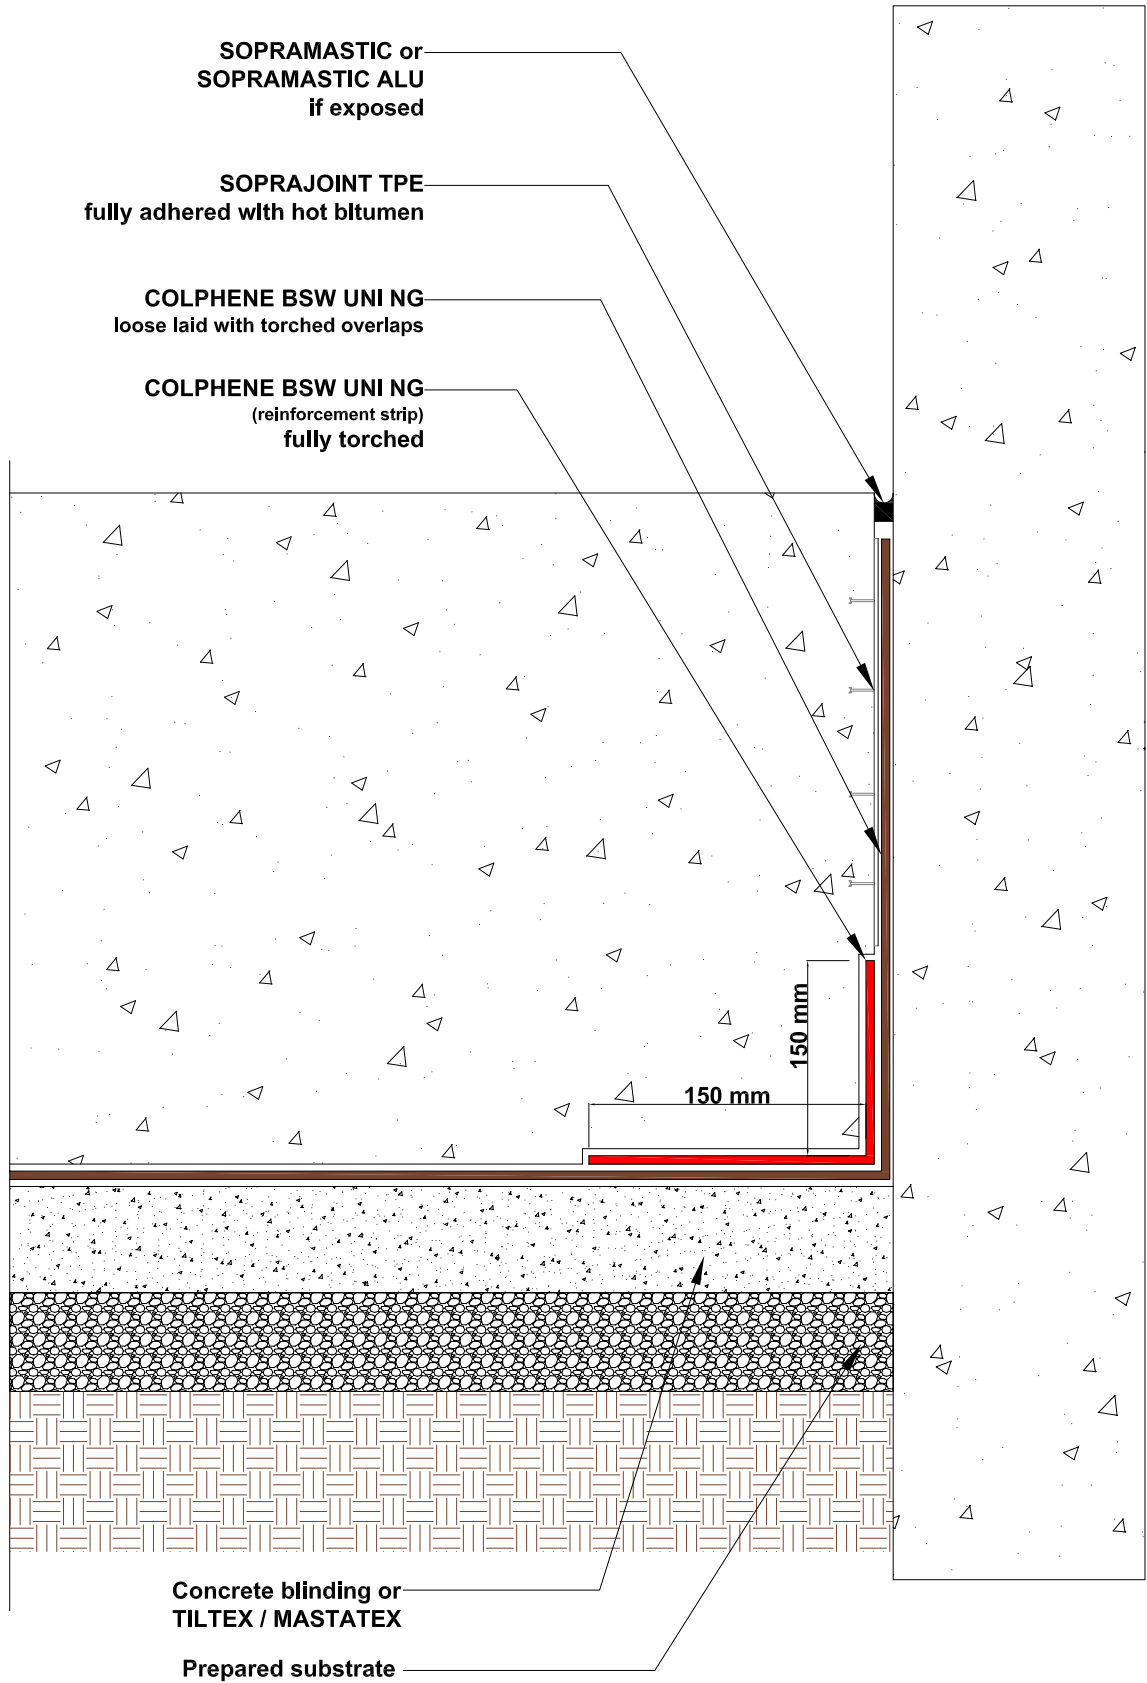 SOPRAMASTIC or
SOPRAMASTIC ALU
if exposed
SOPRAJOINT TPE
fully adhered with hot bitumen
COLPHENE BSW UNI NG
loose laid with torched overlaps
COLPHENE BSW UNI NG
(reinforcement strip)
fully torched
150 mm
150 mm
Concrete blinding or
TILTEX / MASTATEX
Prepared substrate